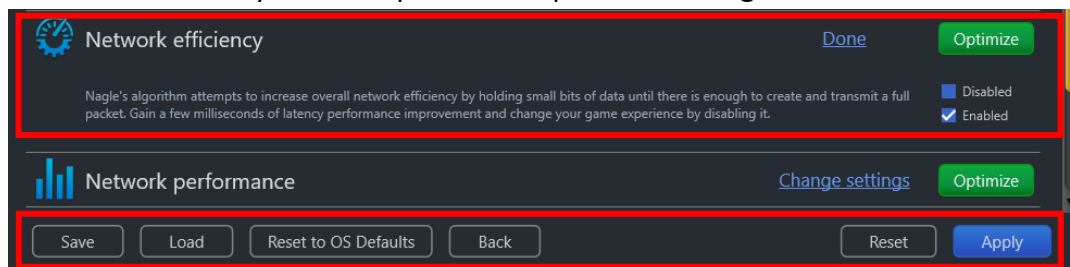 Network efficiency
Done
Optimize
Nagle's algorithm attempts to increase overall network efficiency by holding small bits of data until there is enough to create and transmit a full
packet. Gain a few milliseconds of latency performance improvement and change your game experience by disabling it.
Disabled
Enabled
Network performance
Change settings
Optimize
Save
Load
Reset to OS Defaults
Back
Reset
Apply